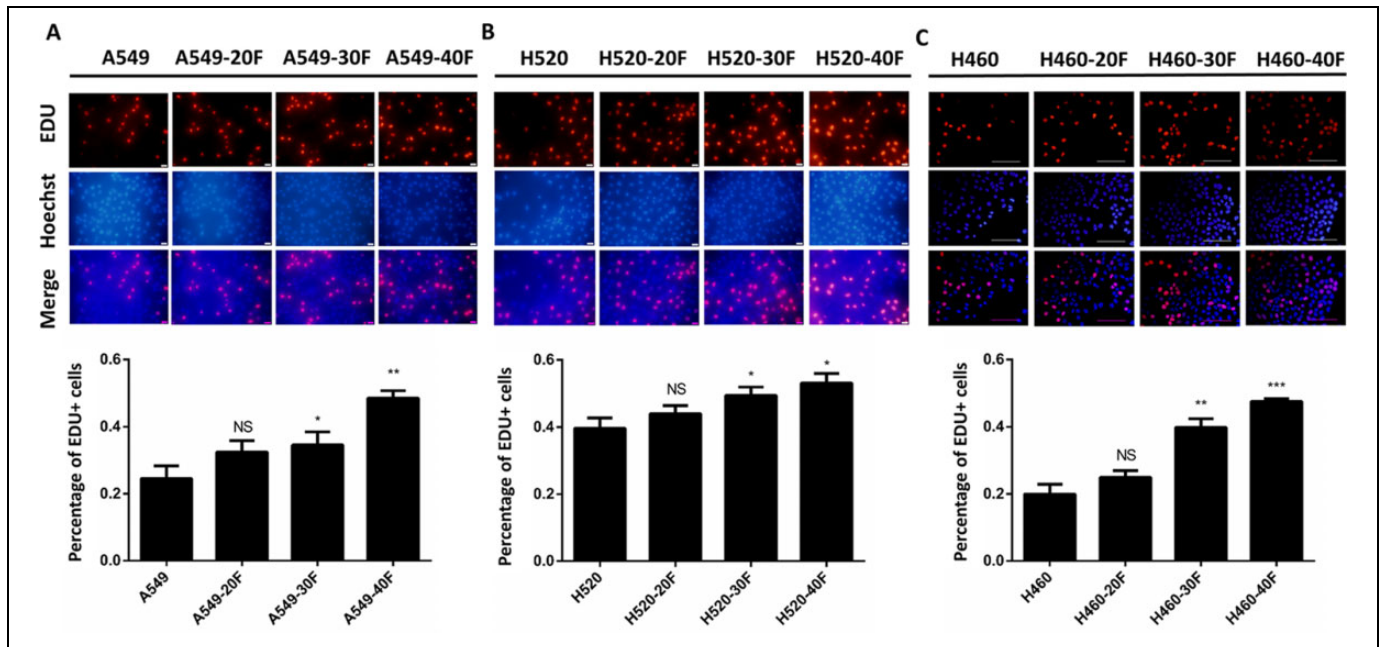 A
A549 A549-20F A549-30F A549-40F
B
H520 H520-20F H520-30F H520-40F
C
H460 H460-20F H460-30F H460-40F
EDU
Hoechst
Merge
Percentage of EDU+ cells
0.6
0.4
0.2
0.0
NS
*
**
A549
A549-20F
A549-30F
A549-40F
Percentage of EDU+ cells
0.6
0.4
0.2
0.0
NS
*
*
H520
H520-20F
H520-30F
H520-40F
Percentage of EDU+ cells
0.6
0.4
0.2
0.0
NS
**
***
H460
H460-20F
H460-30F
H460-40F